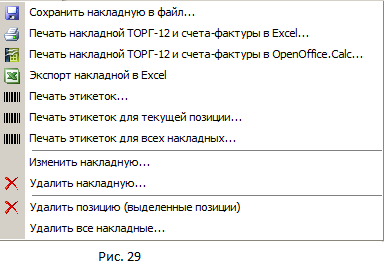 Сохранить накладную в файл...
Печать накладной ТОРГ-12 и счета-фактуры в Excel...
Печать накладной ТОРГ-12 и счета-фактуры в OpenOffice.Calc...
Экспорт накладной в Excel
Печать этикеток...
Печать этикеток для текущей позиции...
Печать этикеток для всех накладных...
Изменить накладную...
Удалить накладную...
Удалить позицию (выделенные позиции)
Удалить все накладные...
Рис. 29